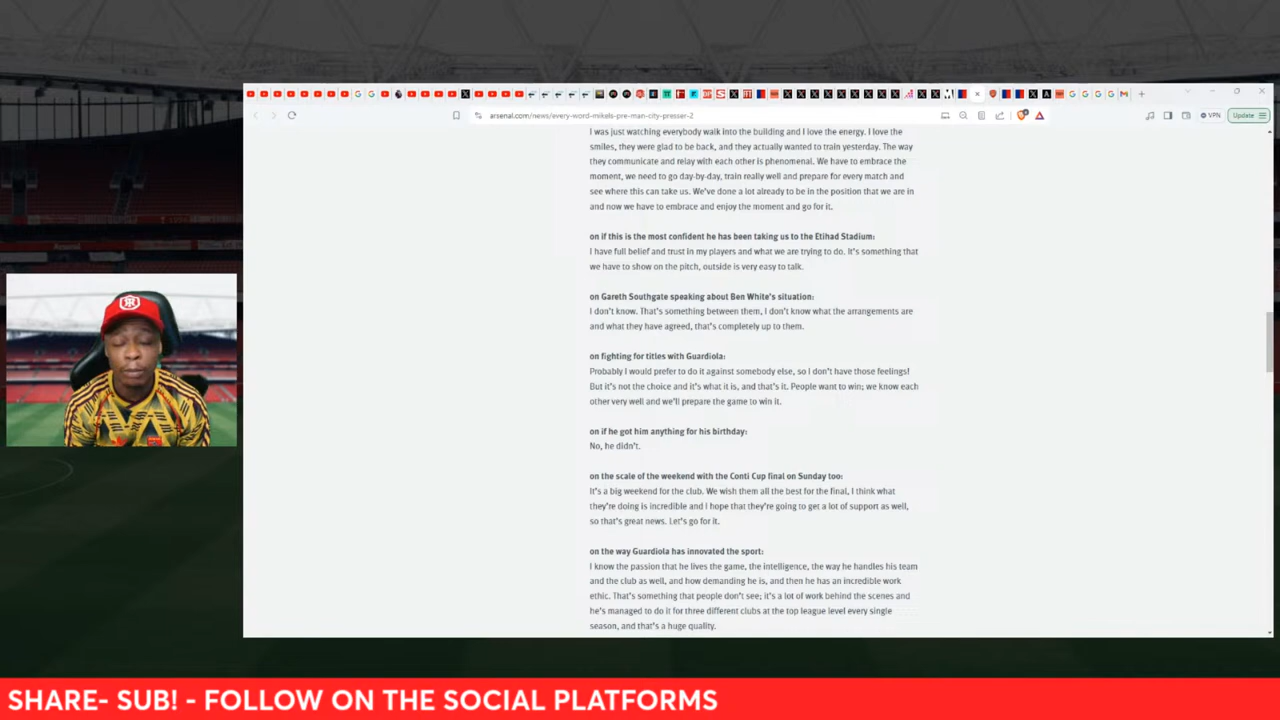 arsenal.com/news/every-word-mikels-pre-man-city-presser-2
VPN
Update
I was just watching everybody walk into the building and I love the energy. I love the
smiles, they were glad to be back, and they actually wanted to train yesterday. The way
they communicate and relay with each other is phenomenal. We have to embrace the
moment, we need to go day-by-day, train really well and prepare for every match and
see where this can take us. We've done a lot already to be in the position that we are in
and now we have to embrace and enjoy the moment and go for it.
on if this is the most confident he has been taking us to the Etihad Stadium:
I have full belief and trust in my players and what we are trying to do. It's something that
we have to show on the pitch, outside is very easy to talk.
on Gareth Southgate speaking about Ben White's situation:
I don't know. That's something between them, I don't know what the arrangements are
and what they have agreed, that's completely up to them.
on fighting for titles with Guardiola:
Probably I would prefer to do it against somebody else, so I don't have those feelings!
But it's not the choice and it's what it is, and that's it. People want to win; we know each
other very well and we'll prepare the game to win it.
on if he got him anything for his birthday:
No, he didn't.
on the scale of the weekend with the Conti Cup final on Sunday too:
It's a big weekend for the club. We wish them all the best for the final, I think what
they're doing is incredible and I hope that they're going to get a lot of support as well,
so that's great news. Let's go for it.
on the way Guardiola has innovated the sport:
I know the passion that he lives the game, the intelligence, the way he handles his team
and the club as well, and how demanding he is, and then he has an incredible work
ethic. That's something that people don't see; it's a lot of work behind the scenes and
he's managed to do it for three different clubs at the top league level every single
season, and that's a huge quality.
SHARE- SUB! - FOLLOW ON THE SOCIAL PLATFORMS